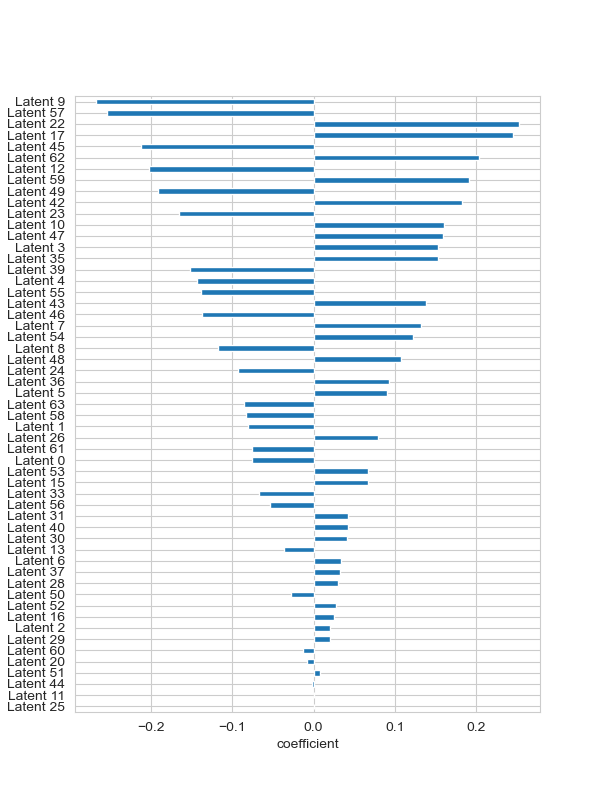 Latent 9
Latent 57
Latent 22
Latent 17
Latent 45
Latent 62
Latent 12
Latent 59
Latent 49
Latent 42
Latent 23
Latent 10
Latent 47
Latent 3
Latent 35
Latent 39
Latent 4
Latent 55
Latent 43
Latent 46
Latent 7
Latent 54
Latent 8
Latent 48
Latent 24
Latent 36
Latent 5
Latent 63
Latent 58
Latent 1
Latent 26
Latent 61
Latent 0
Latent 53
Latent 15
Latent 33
Latent 56
Latent 31
Latent 40
Latent 30
Latent 13
Latent 6
Latent 37
Latent 28
Latent 50
Latent 52
Latent 16
Latent 2
Latent 29
Latent 60
Latent 20
Latent 51
Latent 44
Latent 11
Latent 25
−0.2 −0.1 0.0 0.1 0.2
coefficient